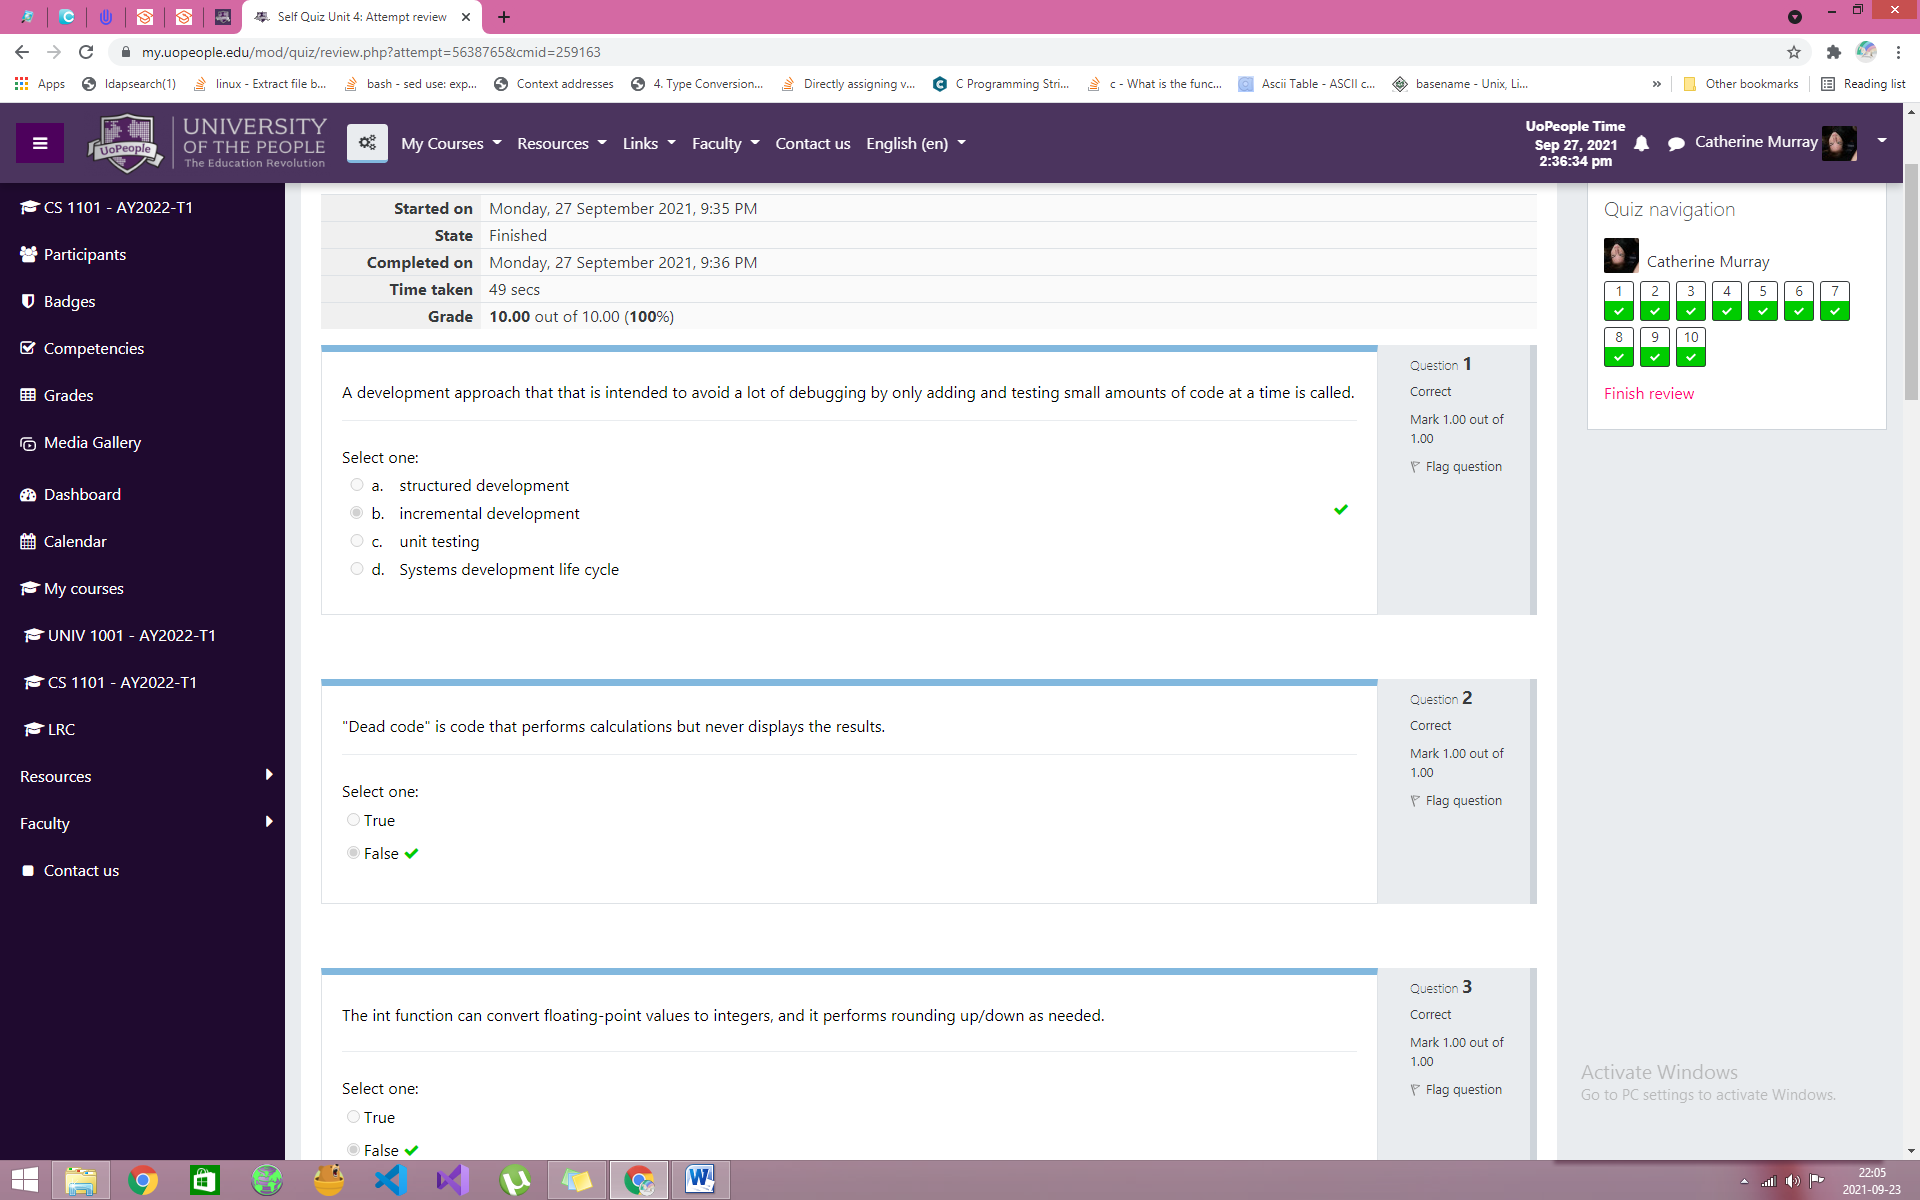 Self Quiz Unit 4: Attempt review
my.uopeople.edu/mod/quiz/review.php?attempt=5638765&cmid=259163
Apps
ldapsearch(1)
linux - Extract file b...
bash - sed use: exp...
Context addresses
4. Type Conversion...
Directly assigning v...
C Programming Stri...
c - What is the func...
Ascii Table - ASCII c...
basename - Unix, Li...
»
Other bookmarks
Reading list
UoPeople
UNIVERSITY
OF THE PEOPLE
The Education Revolution
My Courses
Resources
Links
Faculty
Contact us
English (en)
UoPeople Time
Sep 27, 2021
2:36:34 pm
Catherine Murray
CS 1101 - AY2022-T1
Participants
Badges
Competencies
Grades
Media Gallery
Dashboard
Calendar
My courses
UNIV 1001 - AY2022-T1
CS 1101 - AY2022-T1
LRC
Resources
Faculty
Contact us
Started on Monday, 27 September 2021, 9:35 PM
State Finished
Completed on Monday, 27 September 2021, 9:36 PM
Time taken 49 secs
Grade 10.00 out of 10.00 (100%)
A development approach that that is intended to avoid a lot of debugging by only adding and testing small amounts of code at a time is called.
Select one:
a. structured development
b. incremental development
c. unit testing
d. Systems development life cycle
Question 1
Correct
Mark 1.00 out of
1.00
Flag question
"Dead code" is code that performs calculations but never displays the results.
Select one:
True
False
Question 2
Correct
Mark 1.00 out of
1.00
Flag question
The int function can convert floating-point values to integers, and it performs rounding up/down as needed.
Select one:
True
False
Question 3
Correct
Mark 1.00 out of
1.00
Flag question
Quiz navigation
Catherine Murray
1 2 3 4 5 6 7
8 9 10
Finish review
Activate Windows
Go to PC settings to activate Windows.
22:05
2021-09-23